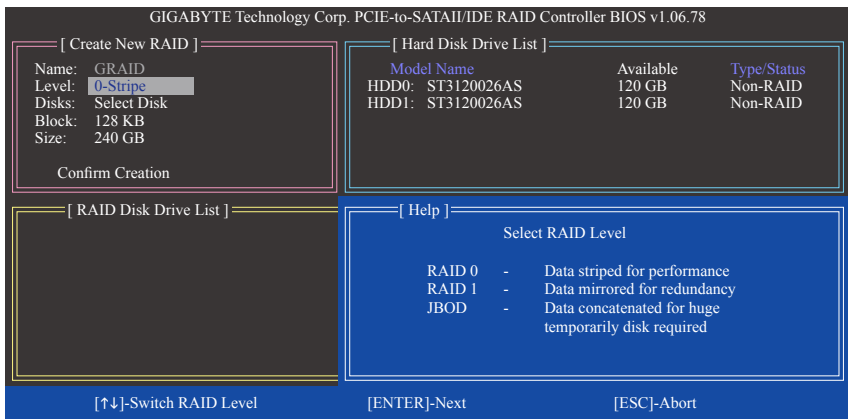 GIGABYTE Technology Corp. PCIE-to-SATAII/IDE RAID Controller BIOS v1.06.78
[ Create New RAID ]
Name: GRAID
Level: 0-Stripe
Disks: Select Disk
Block: 128 KB
Size: 240 GB
Confirm Creation
[ Hard Disk Drive List ]
Model Name Available Type/Status
HDD0: ST3120026AS 120 GB Non-RAID
HDD1: ST3120026AS 120 GB Non-RAID
[ RAID Disk Drive List ]
[ Help ]
Select RAID Level
RAID 0 - Data striped for performance
RAID 1 - Data mirrored for redundancy
JBOD - Data concatenated for huge
temporarily disk required
[↑↓]-Switch RAID Level [ENTER]-Next [ESC]-Abort